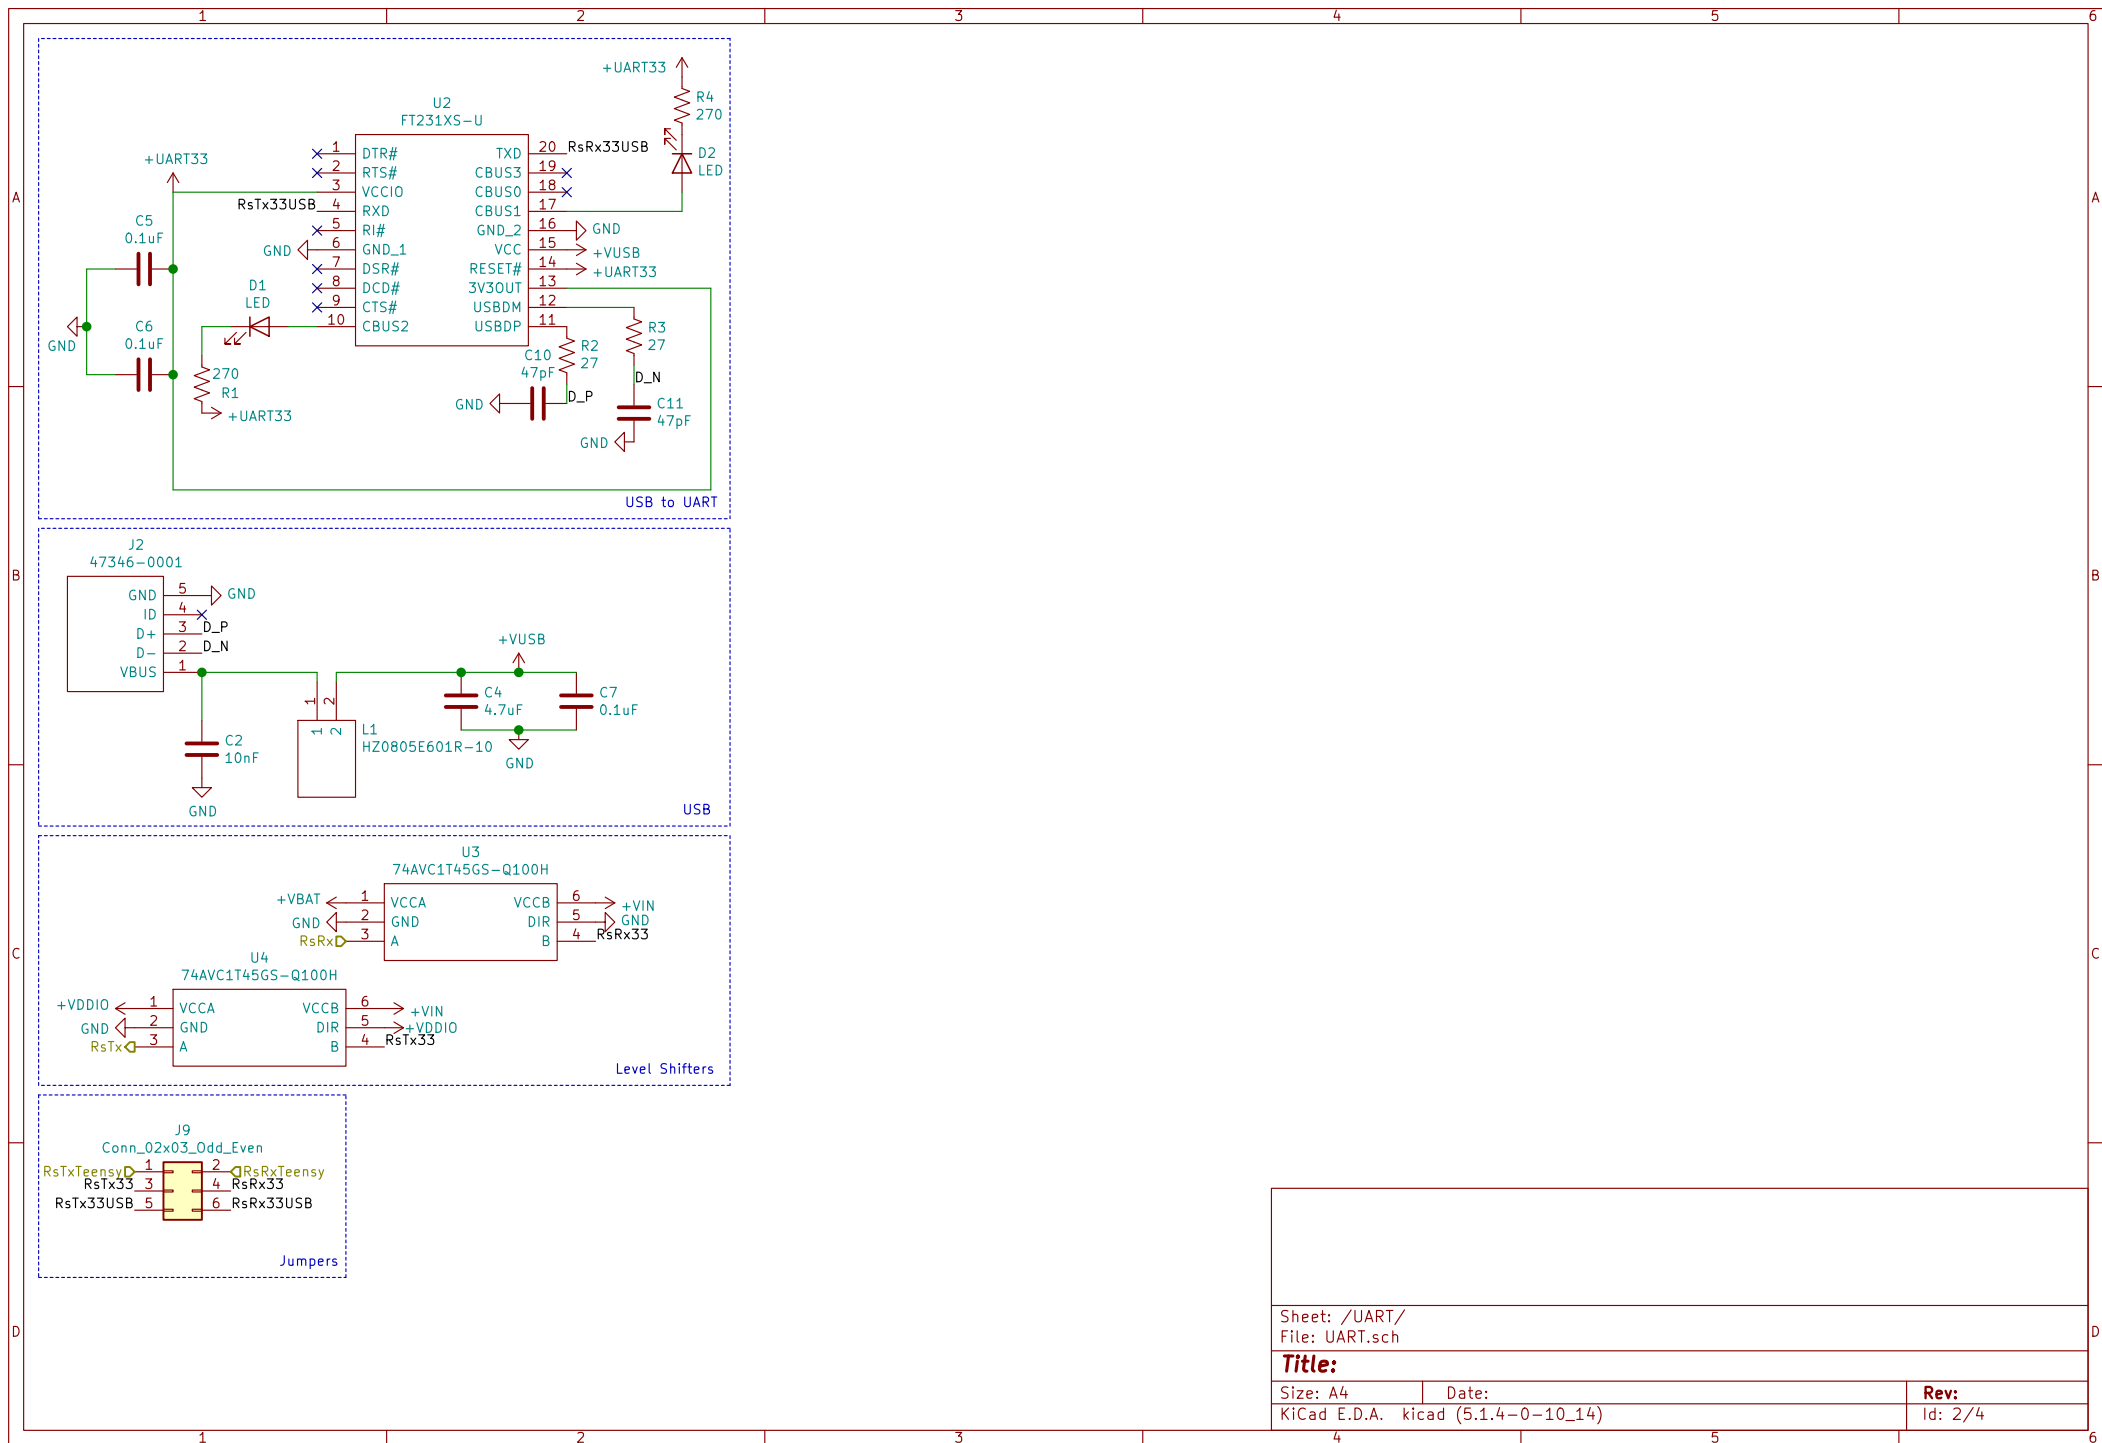 1 2 3 4 5 6
A A
B B
C C
D D
+UART33
R4
270
D2
LED
U2
FT231XS-U
1 DTR#
2 RTS#
3 VCCIO
4 RXD
5 RI#
6 GND_1
7 DSR#
8 DCD#
9 CTS#
10 CBUS2
TXD 20 RsRx33USB
CBUS3 19
CBUS0 18
CBUS1 17
GND_2 16 GND
VCC 15 +VUSB
RESET# 14 +UART33
3V3OUT 13
USBDM 12
USBDP 11
+UART33
RsTx33USB
GND
C5
0.1uF
D1
LED
C6
0.1uF
GND
270
R1
+UART33
R3
27
R2
27
C10
47pF
D_N
D_P
GND
C11
47pF
GND
USB to UART
J2
47346-0001
GND 5 GND
ID 4
D+ 3 D_P
D- 2 D_N
VBUS 1
+VUSB
C4
4.7uF
C7
0.1uF
GND
1 2
1 2
L1
HZ0805E601R-10
C2
10nF
GND
USB
U3
74AVC1T45GS-Q100H
+VBAT 1 VCCA VCCB 6 +VIN
GND 2 GND DIR 5 GND
RsRx 3 A B 4 RsRx33
U4
74AVC1T45GS-Q100H
+VDDIO 1 VCCA VCCB 6 +VIN
GND 2 GND DIR 5 +VDDIO
RsTx 3 A B 4 RsTx33
Level Shifters
J9
Conn_02x03_Odd_Even
RsTxTeensy 1 2 RsRxTeensy
RsTx33 3 4 RsRx33
RsTx33USB 5 6 RsRx33USB
Jumpers
Sheet: /UART/
File: UART.sch
Title:
Size: A4 Date: Rev:
KiCad E.D.A. kicad (5.1.4-0-10_14) Id: 2/4
1 2 3 4 5 6